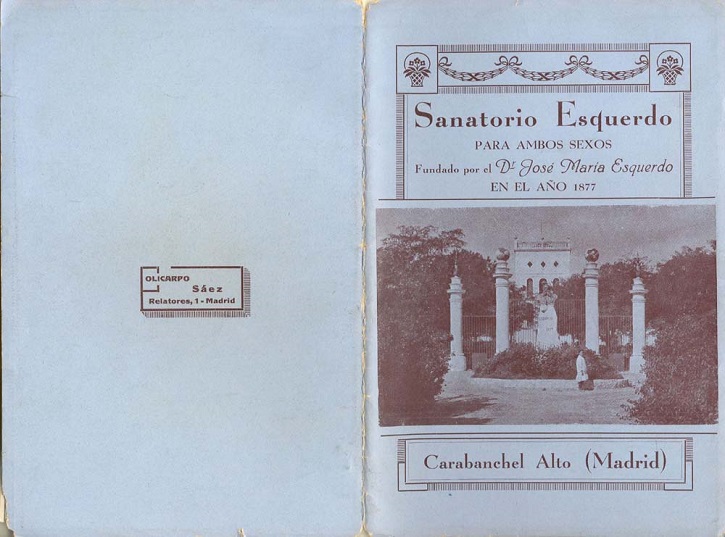 POLICARPO
Sáez
Relatores, 1 - Madrid
Sanatorio Esquerdo
PARA AMBOS SEXOS
Fundado por el Dr José María Esquerdo
EN EL AÑO 1877
Carabanchel Alto (Madrid)